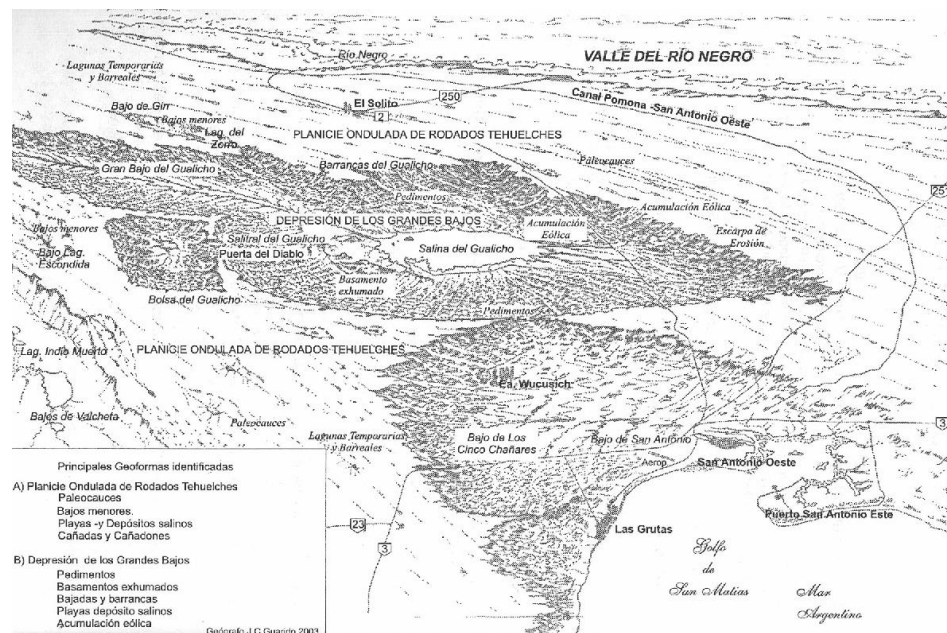 Río Negro
VALLE DEL RÍO NEGRO
Lagunas Temporarias
y Barreales
250
Canal Pomona -San Antonio Oeste
El Solito
2
Bajo de Giri
Bajos menores
Lag. del
Zorro
PLANICIE ONDULADA DE RODADOS TEHUELCHES
Barrancas del Gualicho
Paleocauces
Gran Bajo del Gualicho
Pedimentos
Acumulación Eólica
DEPRESIÓN DE LOS GRANDES BAJOS
Acumulación
Eólica
Escarpa de
Erosión
Bajos menores
Bajo Lag.
Escondida
Salitral del Gualicho
Puerta del Diablo
Salina del Gualicho
Basamento
exhumado
Bolsa del Gualicho
Pedimentos
Lag. Indio Muerto
PLANICIE ONDULADA DE RODADOS TEHUELCHES
Ea. Wucusich
Bajos de Valcheta
Paleocauces
Lagunas Temporarias
y Barreales
Bajo de Los
Cinco Chañares
Bajo de San Antonio
3
Aerop
San Antonio Oeste
Puerto San Antonio Este
23
3
Las Grutas
Golfo
de
San Matías
Mar
Argentino
Principales Geoformas identificadas
A) Planicie Ondulada de Rodados Tehuelches
Paleocauces
Bajos menores.
Playas -y Depósitos salinos
Cañadas y Cañadones
B) Depresión de los Grandes Bajos
Pedimentos
Basamentos exhumados
Bajadas y barrancas
Playas depósito salinos
Acumulación eólica
Geógrafo J.C Guarido 2003